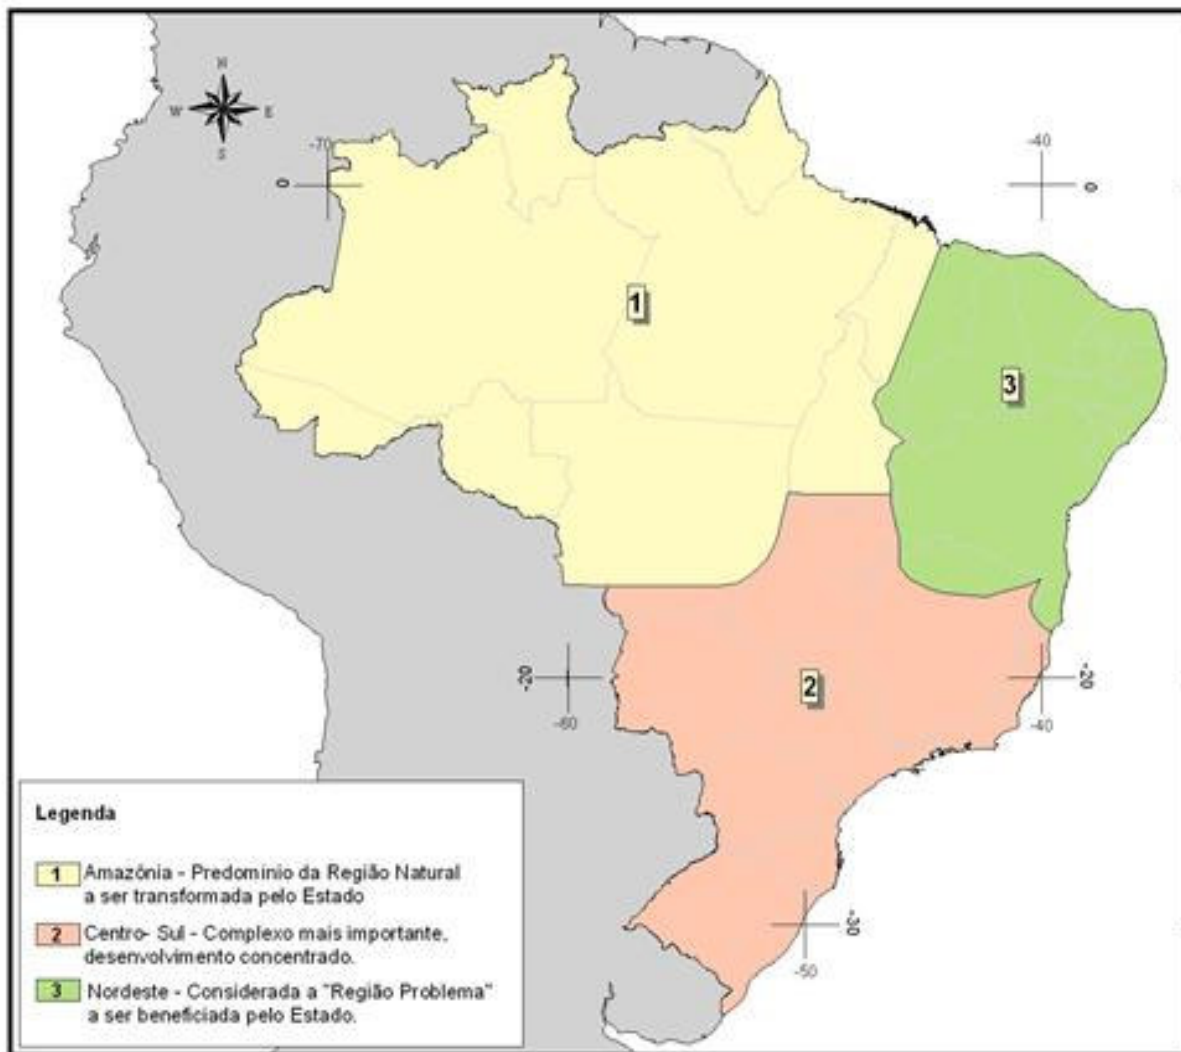 N
W E
S
-70
0
-40
0
1
3
2
-20
-60
-20
-40
-30
-50
Legenda
1 Amazônia - Predomínio da Região Natural
a ser transformada pelo Estado
2 Centro- Sul - Complexo mais importante,
desenvolvimento concentrado.
3 Nordeste - Considerada a "Região Problema"
a ser beneficiada pelo Estado.